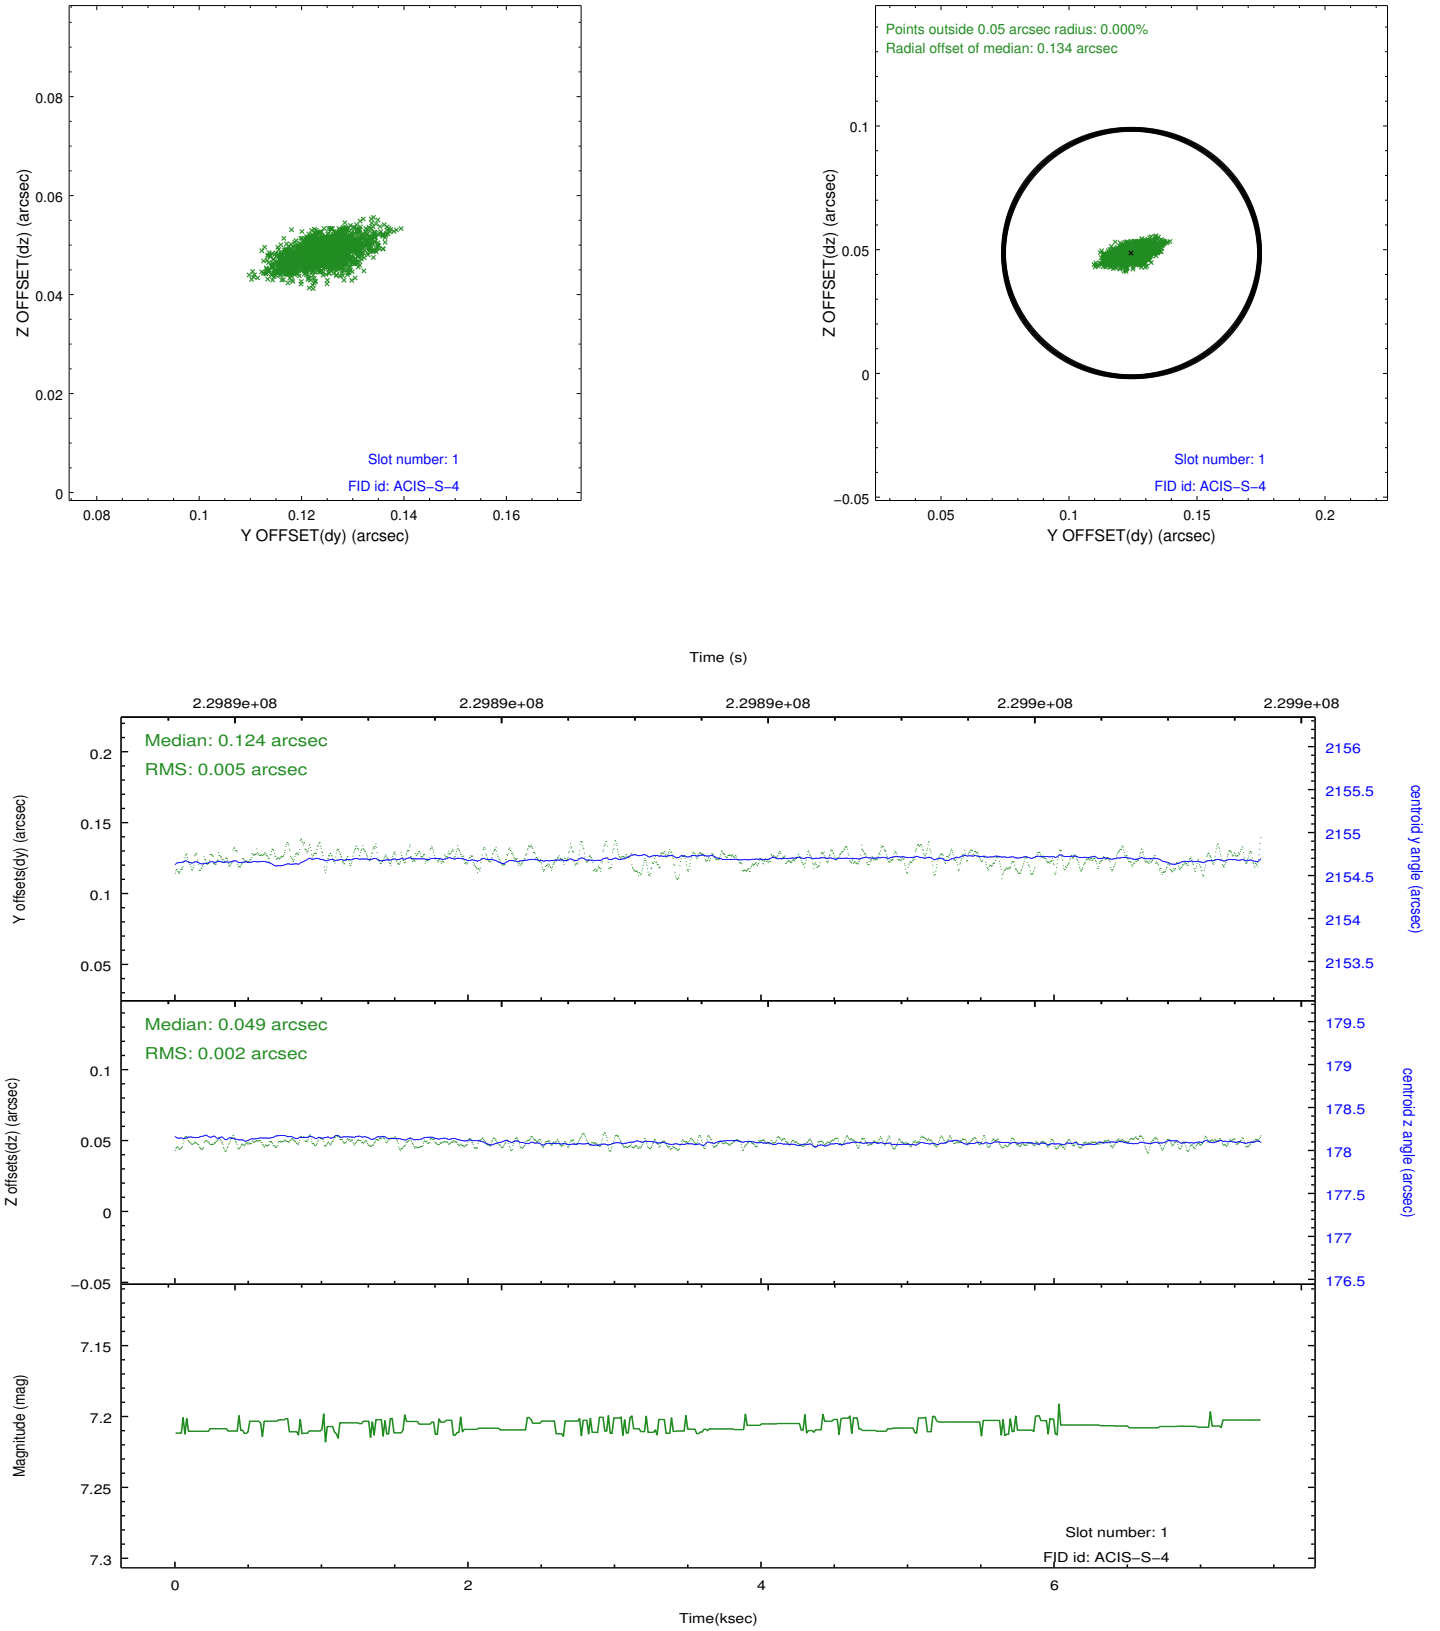 0.08
0.06
0.04
0.02
0
Z OFFSET(dz) (arcsec)
Slot number: 1
FID id: ACIS−S−4
0.08 0.1 0.12 0.14 0.16
Y OFFSET(dy) (arcsec)
Points outside 0.05 arcsec radius: 0.000%
Radial offset of median: 0.134 arcsec
0.1
0.05
0
−0.05
Z OFFSET(dz) (arcsec)
Slot number: 1
FID id: ACIS−S−4
0.05 0.1 0.15 0.2
Y OFFSET(dy) (arcsec)
Time (s)
2.2989e+08 2.2989e+08 2.2989e+08 2.299e+08 2.299e+08
Median: 0.124 arcsec
RMS: 0.005 arcsec
0.2
0.15
0.1
0.05
Y offsets(dy) (arcsec)
2156
2155.5
2155
2154.5
2154
2153.5
centroid y angle (arcsec)
Median: 0.049 arcsec
RMS: 0.002 arcsec
0.1
0.05
0
−0.05
Z offsets(dz) (arcsec)
179.5
179
178.5
178
177.5
177
176.5
centroid z angle (arcsec)
7.15
7.2
7.25
7.3
Magnitude (mag)
Slot number: 1
FID id: ACIS−S−4
0 2 4 6
Time(ksec)